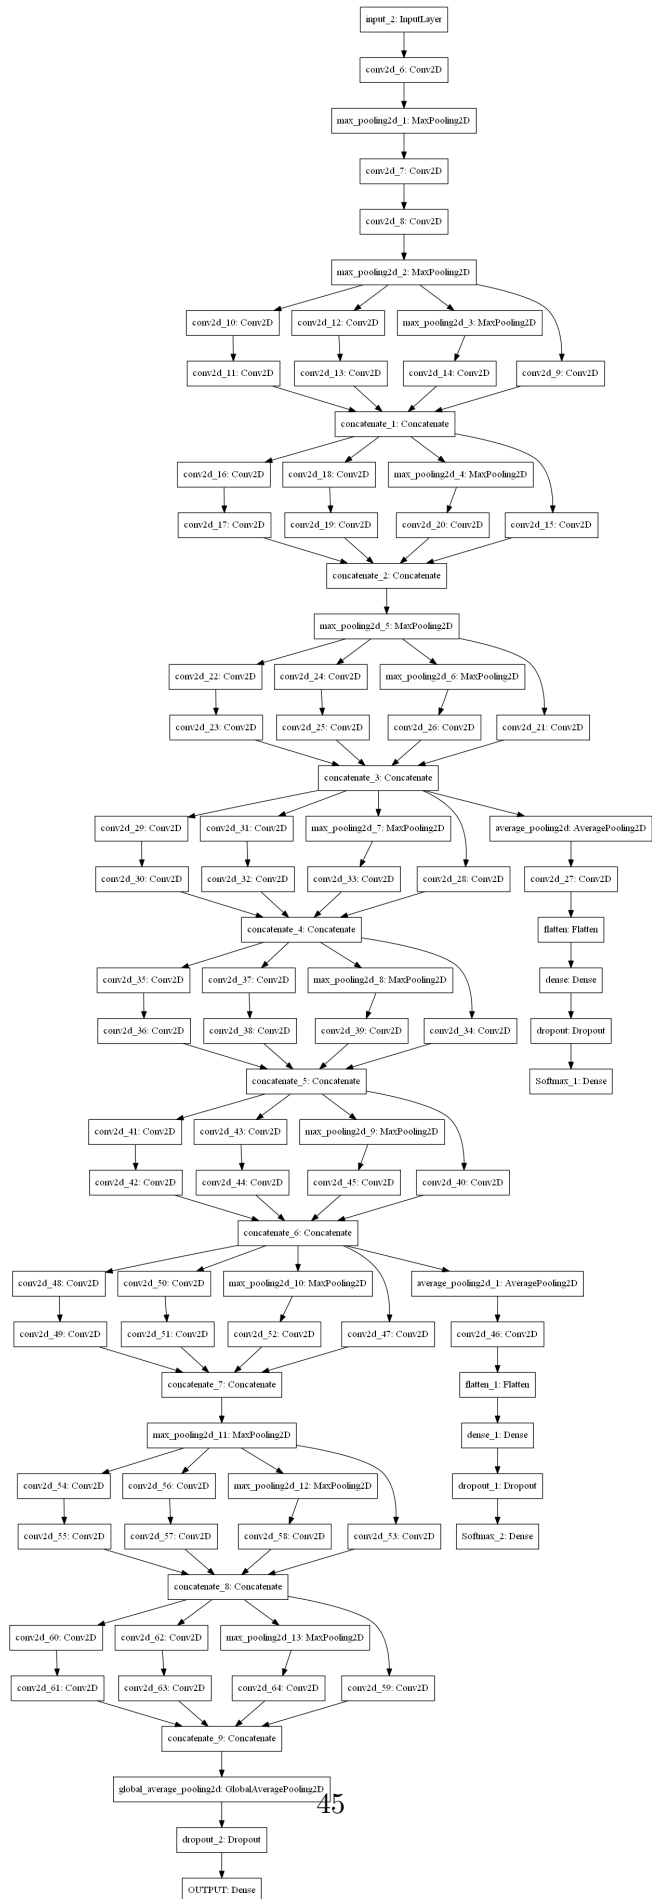 input_2: InputLayer
conv2d_6: Conv2D
max_pooling2d_1: MaxPooling2D
conv2d_7: Conv2D
conv2d_8: Conv2D
max_pooling2d_2: MaxPooling2D
conv2d_10: Conv2D conv2d_12: Conv2D max_pooling2d_3: MaxPooling2D
conv2d_11: Conv2D conv2d_13: Conv2D conv2d_14: Conv2D conv2d_9: Conv2D
concatenate_1: Concatenate
conv2d_16: Conv2D conv2d_18: Conv2D max_pooling2d_4: MaxPooling2D
conv2d_17: Conv2D conv2d_19: Conv2D conv2d_20: Conv2D conv2d_15: Conv2D
concatenate_2: Concatenate
max_pooling2d_5: MaxPooling2D
conv2d_22: Conv2D conv2d_24: Conv2D max_pooling2d_6: MaxPooling2D
conv2d_23: Conv2D conv2d_25: Conv2D conv2d_26: Conv2D conv2d_21: Conv2D
concatenate_3: Concatenate
conv2d_29: Conv2D conv2d_31: Conv2D max_pooling2d_7: MaxPooling2D average_pooling2d: AveragePooling2D
conv2d_30: Conv2D conv2d_32: Conv2D conv2d_33: Conv2D conv2d_28: Conv2D conv2d_27: Conv2D
concatenate_4: Concatenate flatten: Flatten
conv2d_35: Conv2D conv2d_37: Conv2D max_pooling2d_8: MaxPooling2D dense: Dense
conv2d_36: Conv2D conv2d_38: Conv2D conv2d_39: Conv2D conv2d_34: Conv2D dropout: Dropout
concatenate_5: Concatenate Softmax_1: Dense
conv2d_41: Conv2D conv2d_43: Conv2D max_pooling2d_9: MaxPooling2D
conv2d_42: Conv2D conv2d_44: Conv2D conv2d_45: Conv2D conv2d_40: Conv2D
concatenate_6: Concatenate
conv2d_48: Conv2D conv2d_50: Conv2D max_pooling2d_10: MaxPooling2D average_pooling2d_1: AveragePooling2D
conv2d_49: Conv2D conv2d_51: Conv2D conv2d_52: Conv2D conv2d_47: Conv2D conv2d_46: Conv2D
concatenate_7: Concatenate flatten_1: Flatten
max_pooling2d_11: MaxPooling2D dense_1: Dense
conv2d_54: Conv2D conv2d_56: Conv2D max_pooling2d_12: MaxPooling2D dropout_1: Dropout
conv2d_55: Conv2D conv2d_57: Conv2D conv2d_58: Conv2D conv2d_53: Conv2D Softmax_2: Dense
concatenate_8: Concatenate
conv2d_60: Conv2D conv2d_62: Conv2D max_pooling2d_13: MaxPooling2D
conv2d_61: Conv2D conv2d_63: Conv2D conv2d_64: Conv2D conv2d_59: Conv2D
concatenate_9: Concatenate
global_average_pooling2d: GlobalAveragePooling2D
45
dropout_2: Dropout
OUTPUT: Dense